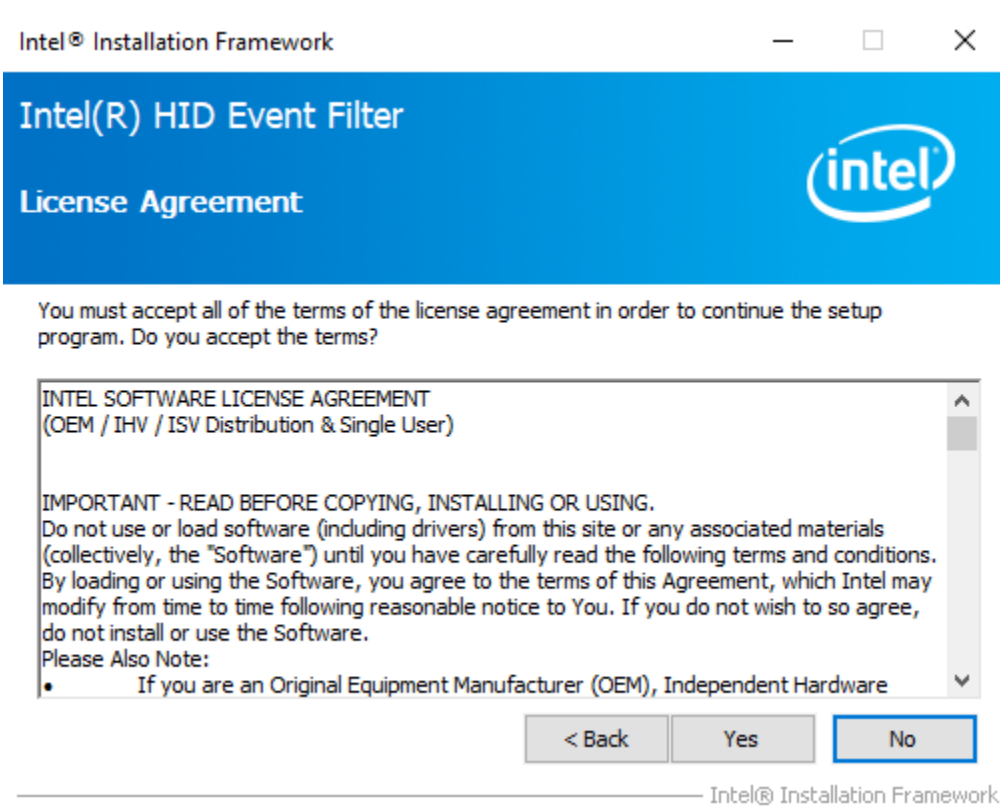 Intel® Installation Framework
Intel(R) HID Event Filter
intel
License Agreement
You must accept all of the terms of the license agreement in order to continue the setup
program. Do you accept the terms?
INTEL SOFTWARE LICENSE AGREEMENT
(OEM / IHV / ISV Distribution & Single User)
IMPORTANT - READ BEFORE COPYING, INSTALLING OR USING.
Do not use or load software (including drivers) from this site or any associated materials
(collectively, the "Software") until you have carefully read the following terms and conditions.
By loading or using the Software, you agree to the terms of this Agreement, which Intel may
modify from time to time following reasonable notice to You. If you do not wish to so agree,
do not install or use the Software.
Please Also Note:
• If you are an Original Equipment Manufacturer (OEM), Independent Hardware
< Back Yes No
Intel® Installation Framework